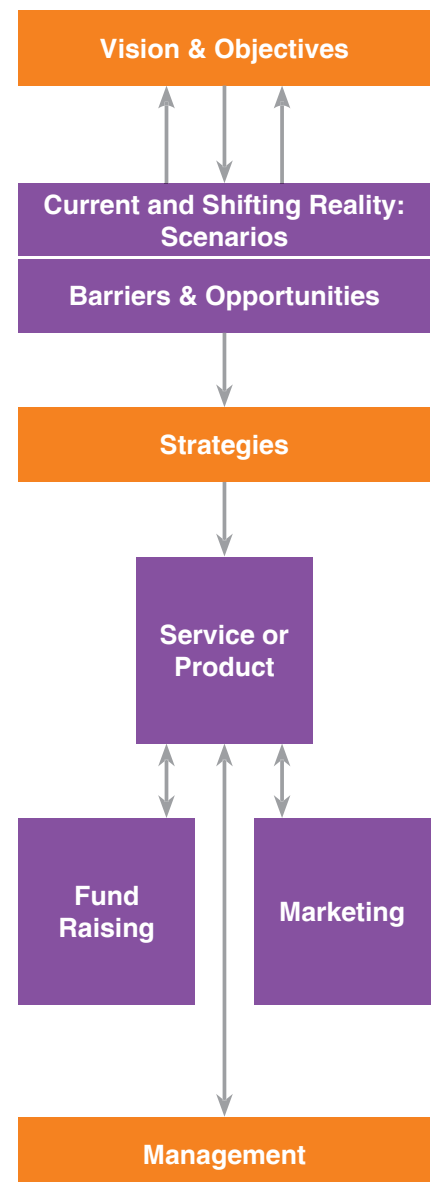 Vision & Objectives
Current and Shifting Reality:
Scenarios
Barriers & Opportunities
Strategies
Service or
Product
Fund
Raising
Marketing
Management